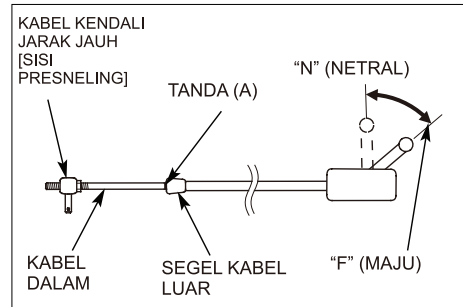 KABEL KENDALI
JARAK JAUH
[SISI
PRESNELING]
TANDA (A)
“N” (NETRAL)
KABEL
DALAM
SEGEL KABEL
LUAR
“F” (MAJU)